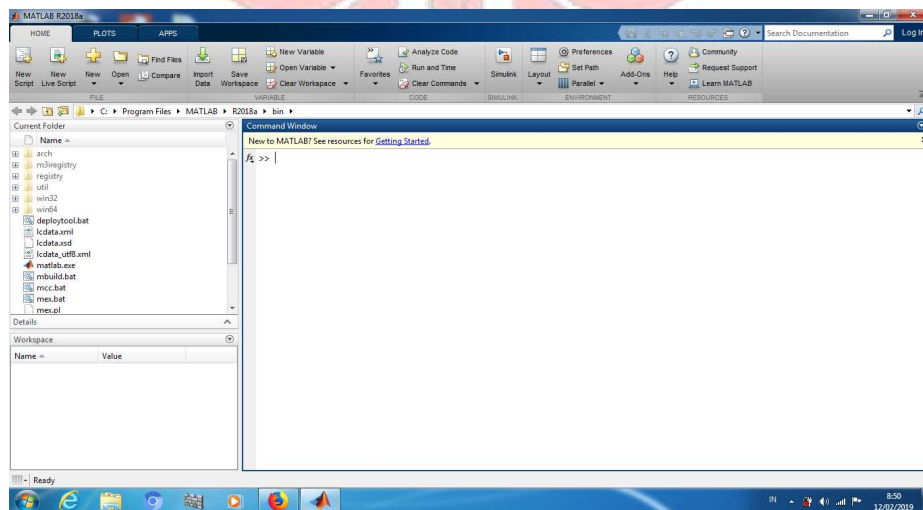 MATLAB R2018a
HOME PLOTS APPS
Search Documentation Log In
New Script
New Live Script
New
Open
Find Files
Compare
Import Data
Save Workspace
New Variable
Open Variable
Clear Workspace
Favorites
Analyze Code
Run and Time
Clear Commands
Simulink
Layout
Preferences
Set Path
Parallel
Add-Ons
Help
Community
Request Support
Learn MATLAB
FILE VARIABLE CODE SIMULINK ENVIRONMENT RESOURCES
C: Program Files MATLAB R2018a bin
Current Folder
Name
arch
m3iregistry
registry
util
win32
win64
deploytool.bat
lcdata.xml
lcdata.xsd
lcdata_utf8.xml
matlab.exe
mbuild.bat
mcc.bat
mex.bat
mex.pl
Details
Workspace
Name Value
Command Window
New to MATLAB? See resources for Getting Started.
fx >>
Ready
IN 8:50
12/02/2019